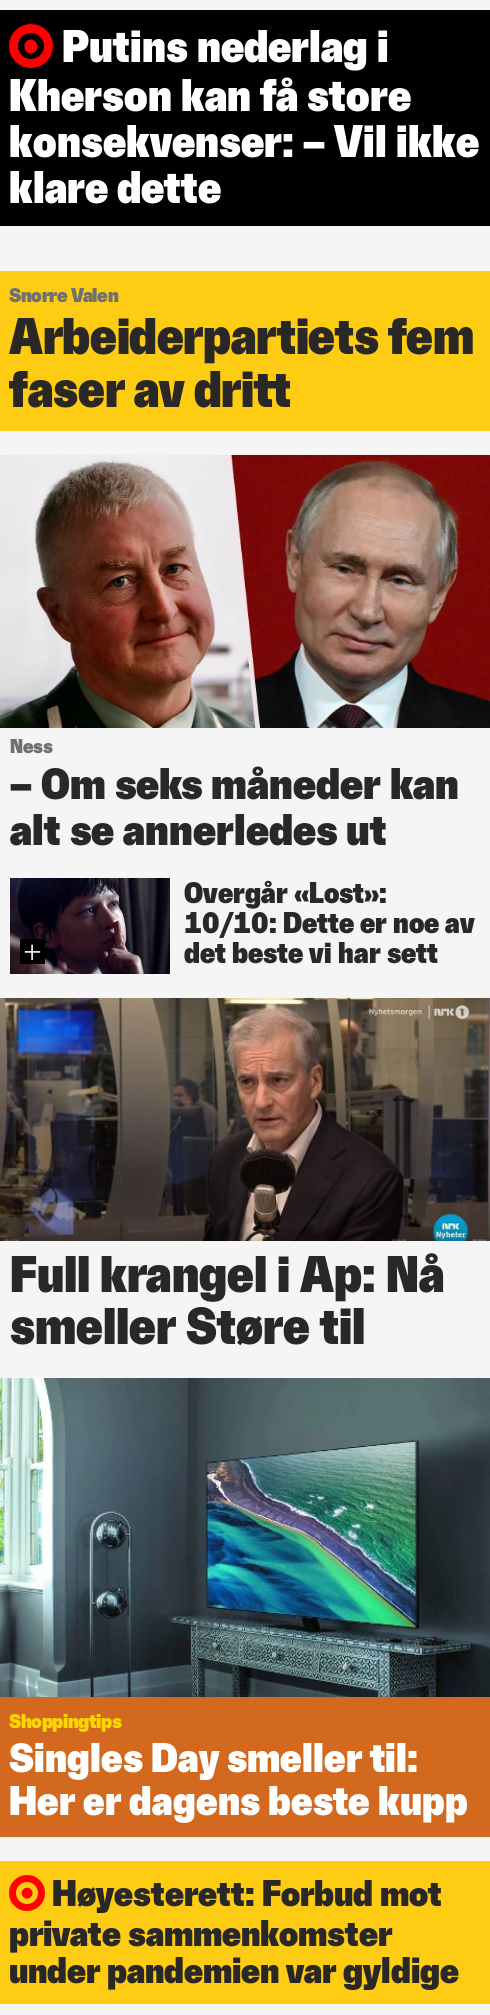 Putins nederlag i
Kherson kan få store
konsekvenser: – Vil ikke
klare dette
Snorre Valen
Arbeiderpartiets fem
faser av dritt
Ness
– Om seks måneder kan
alt se annerledes ut
Overgår «Lost»:
10/10: Dette er noe av
det beste vi har sett
Nyhetsmorgen | NRK 1
NRK
Nyheter
Full krangel i Ap: Nå
smeller Støre til
Shoppingtips
Singles Day smeller til:
Her er dagens beste kupp
Høyesterett: Forbud mot
private sammenkomster
under pandemien var gyldige